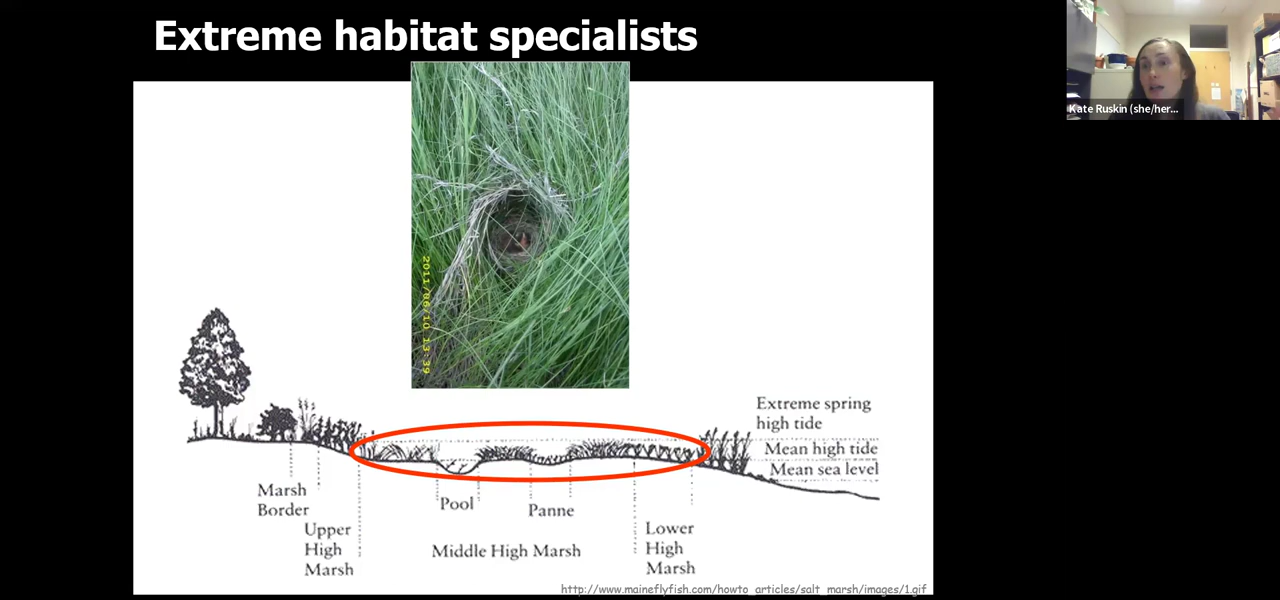 Extreme habitat specialists
Kate Ruskin (she/her...
2011/06/10 13:39
Extreme spring
high tide
Mean high tide
Mean sea level
Marsh
Border
Upper
High
Marsh
Pool
Panne
Middle High Marsh
Lower
High
Marsh
http://www.maineflyfish.com/howto_articles/salt_marsh/images/1.gif